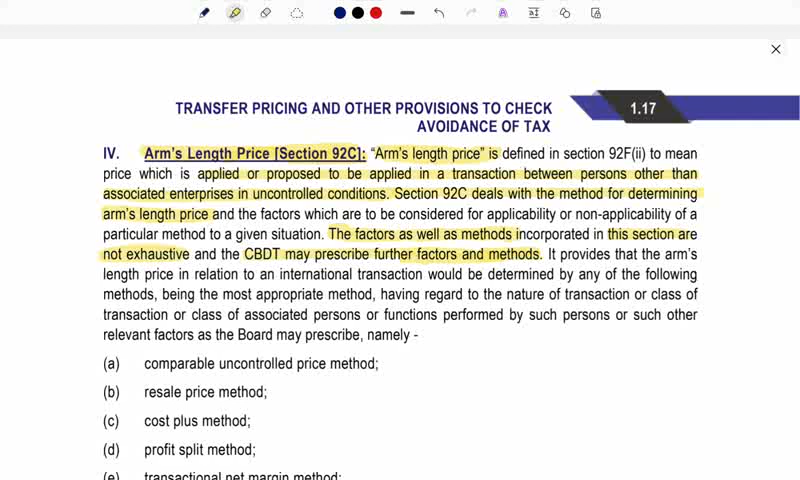 TRANSFER PRICING AND OTHER PROVISIONS TO CHECK
AVOIDANCE OF TAX
1.17
IV. Arm's Length Price [Section 92C]: “Arm's length price” is defined in section 92F(ii) to mean
price which is applied or proposed to be applied in a transaction between persons other than
associated enterprises in uncontrolled conditions. Section 92C deals with the method for determining
arm's length price and the factors which are to be considered for applicability or non-applicability of a
particular method to a given situation. The factors as well as methods incorporated in this section are
not exhaustive and the CBDT may prescribe further factors and methods. It provides that the arm's
length price in relation to an international transaction would be determined by any of the following
methods, being the most appropriate method, having regard to the nature of transaction or class of
transaction or class of associated persons or functions performed by such persons or such other
relevant factors as the Board may prescribe, namely -
(a) comparable uncontrolled price method;
(b) resale price method;
(c) cost plus method;
(d) profit split method;
(e) transactional net margin method;